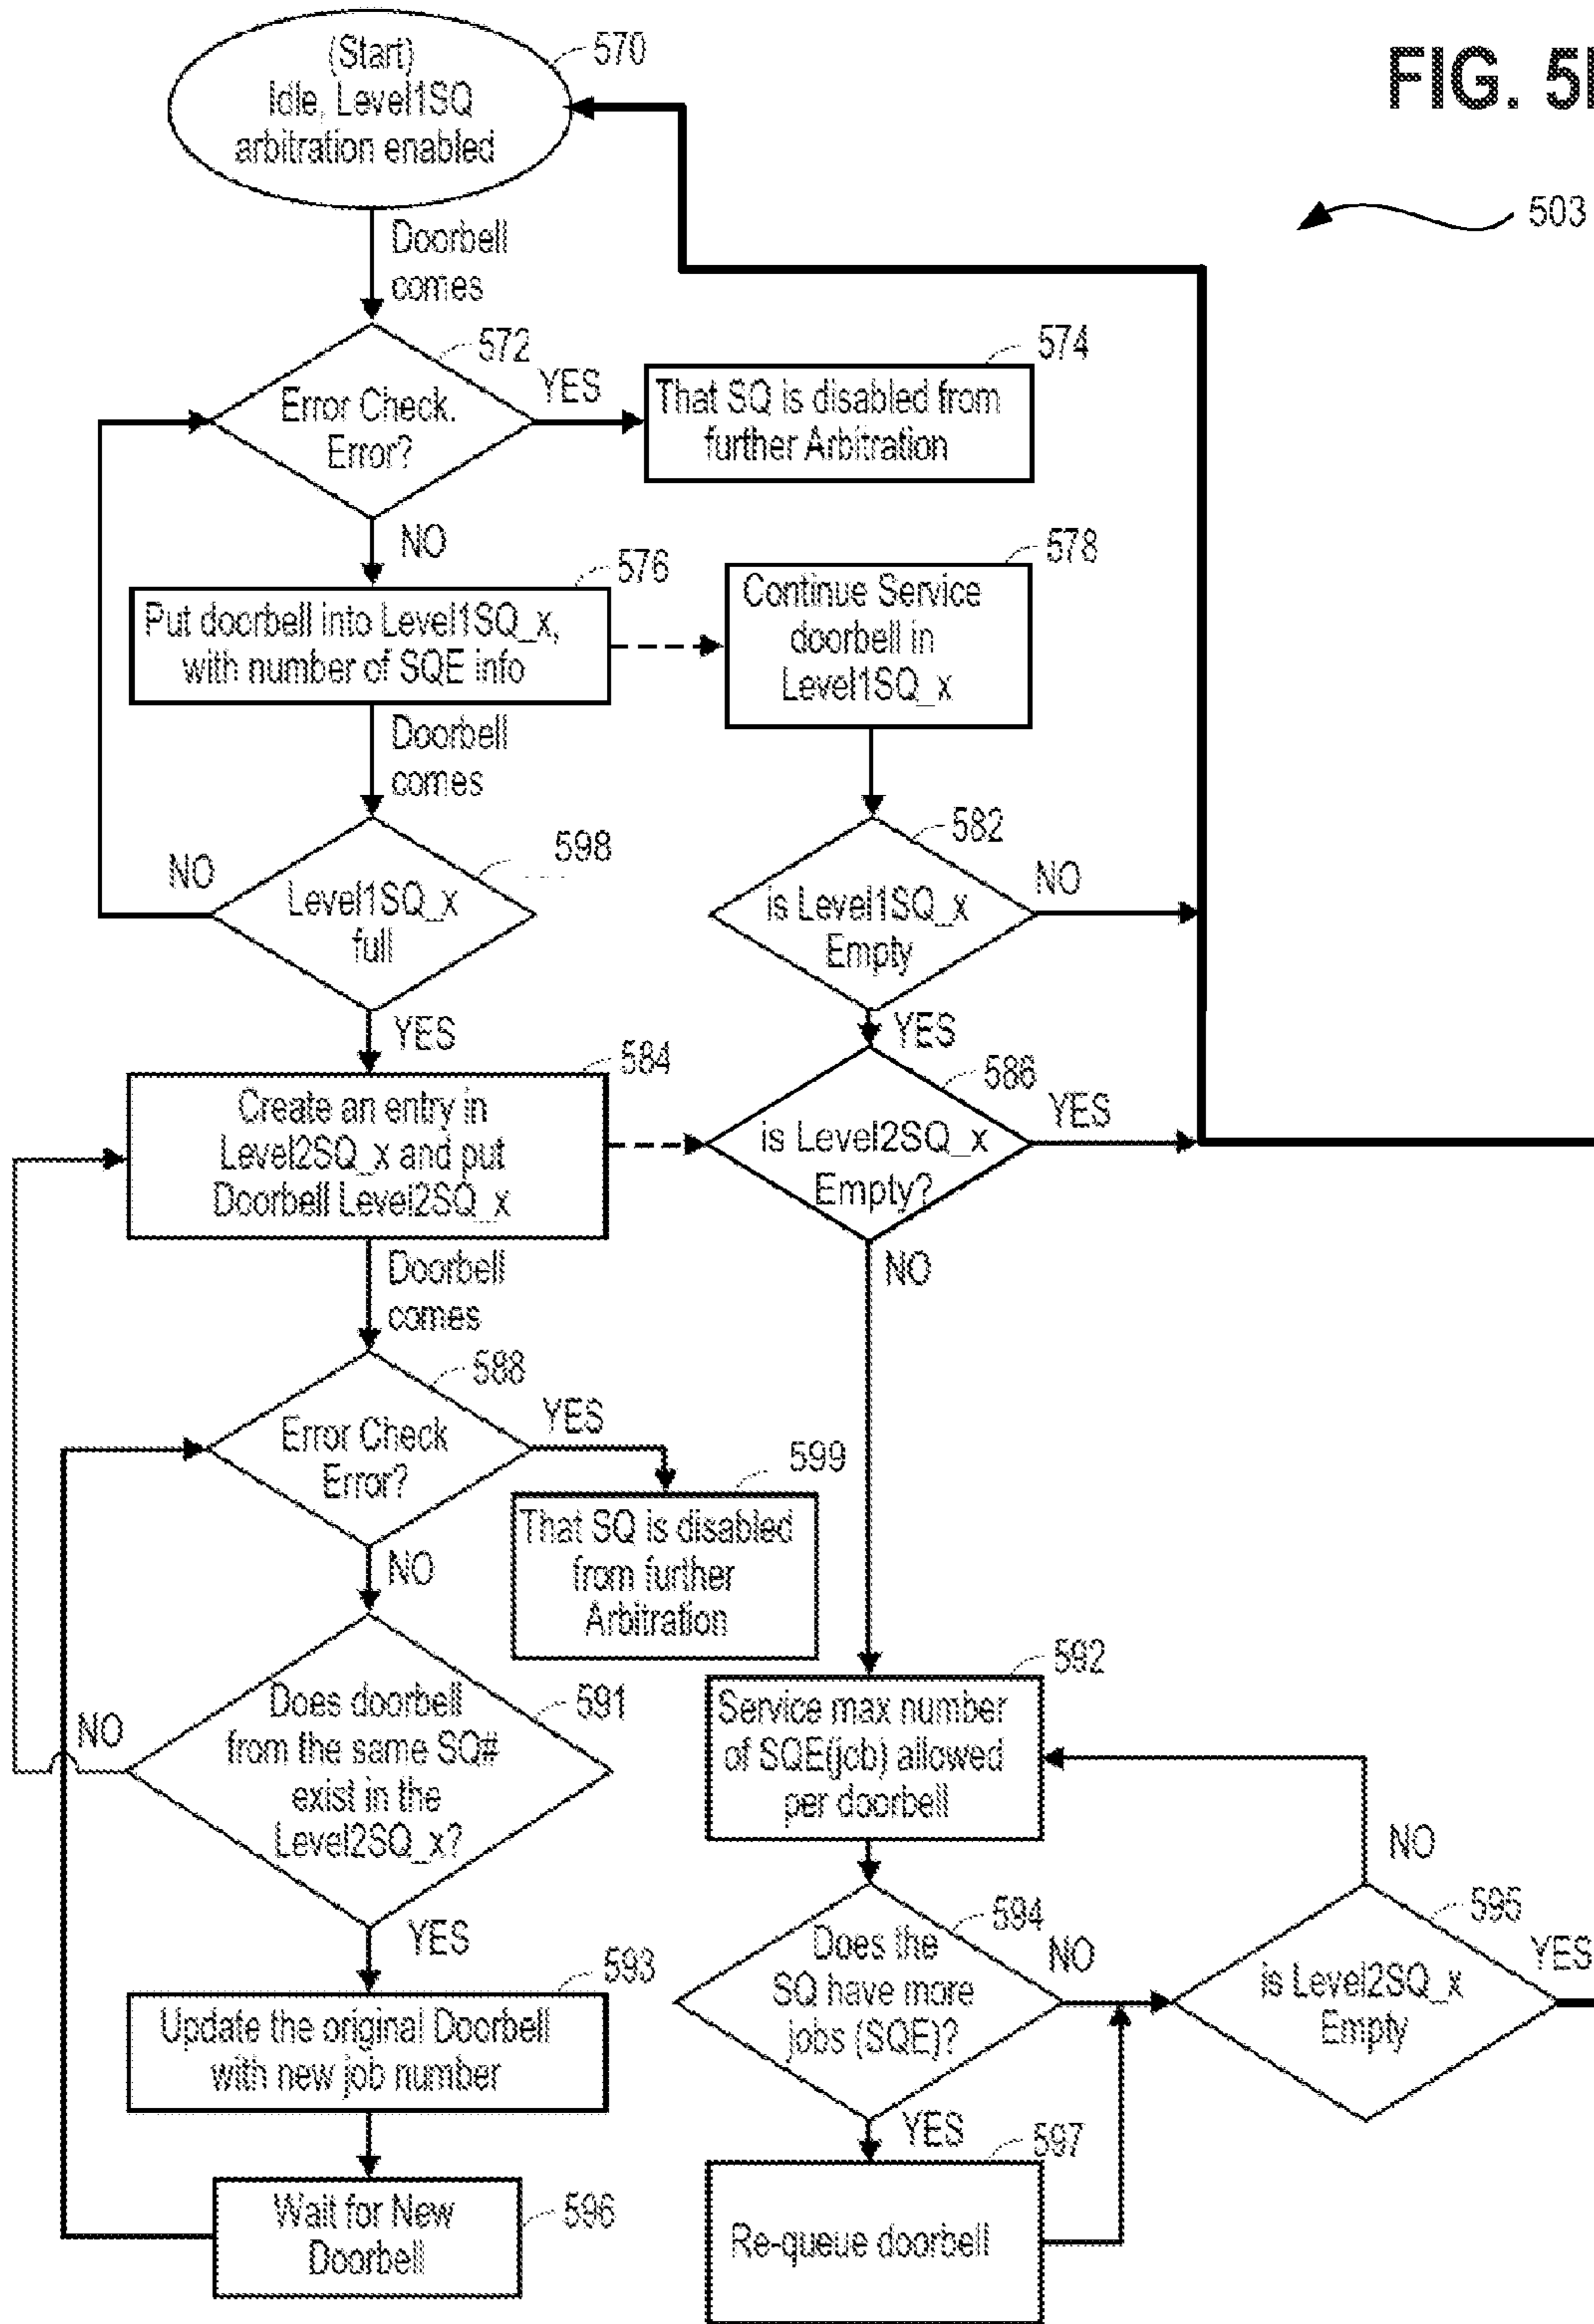 FIG. 5
503
(Start)
Idle, Level1SQ
arbitration enabled
570
Doorbell
comes
572
Error Check.
Error?
YES
574
That SQ is disabled from
further Arbitration
NO
576
Put doorbell into Level1SQ_x,
with number of SQE info
578
Continue Service
doorbell in
Level1SQ_x
Doorbell
comes
598
Level1SQ_x
full
NO
YES
582
is Level1SQ_x
Empty
NO
YES
584
Create an entry in
Level2SQ_x and put
Doorbell Level2SQ_x
586
is Level2SQ_x
Empty?
YES
NO
Doorbell
comes
588
Error Check
Error?
YES
599
That SQ is disabled
from further
Arbitration
NO
591
Does doorbell
from the same SQ#
exist in the
Level2SQ_x?
NO
YES
592
Service max number
of SQE(job) allowed
per doorbell
593
Update the original Doorbell
with new job number
594
Does the
SQ have more
jobs (SQE)?
NO
YES
595
is Level2SQ_x
Empty
NO
YES
596
Wait for New
Doorbell
597
Re-queue doorbell